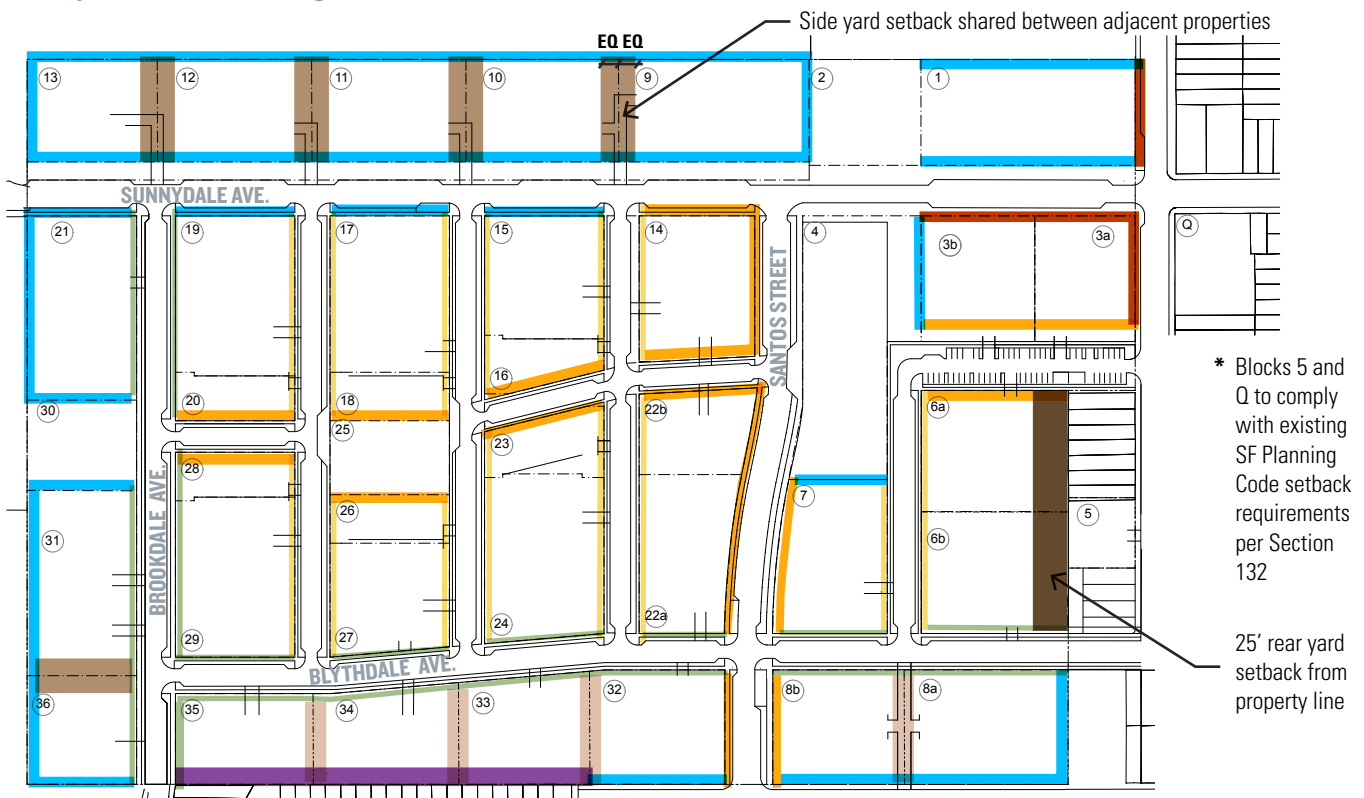 Side yard setback shared between adjacent properties
EQ EQ
13
12
11
10
9
2
1
SUNNYDALE AVE.
21
19
17
15
14
4
3b
3a
Q
SANTOS STREET
* Blocks 5 and
Q to comply
with existing
SF Planning
Code setback
requirements
per Section
132
30
20
18
16
25
22b
6a
23
28
26
7
5
31
6b
BROOKDALE AVE.
29
27
24
22a
BLYTHDALE AVE.
25’ rear yard
setback from
property line
36
35
34
33
32
8b
8a